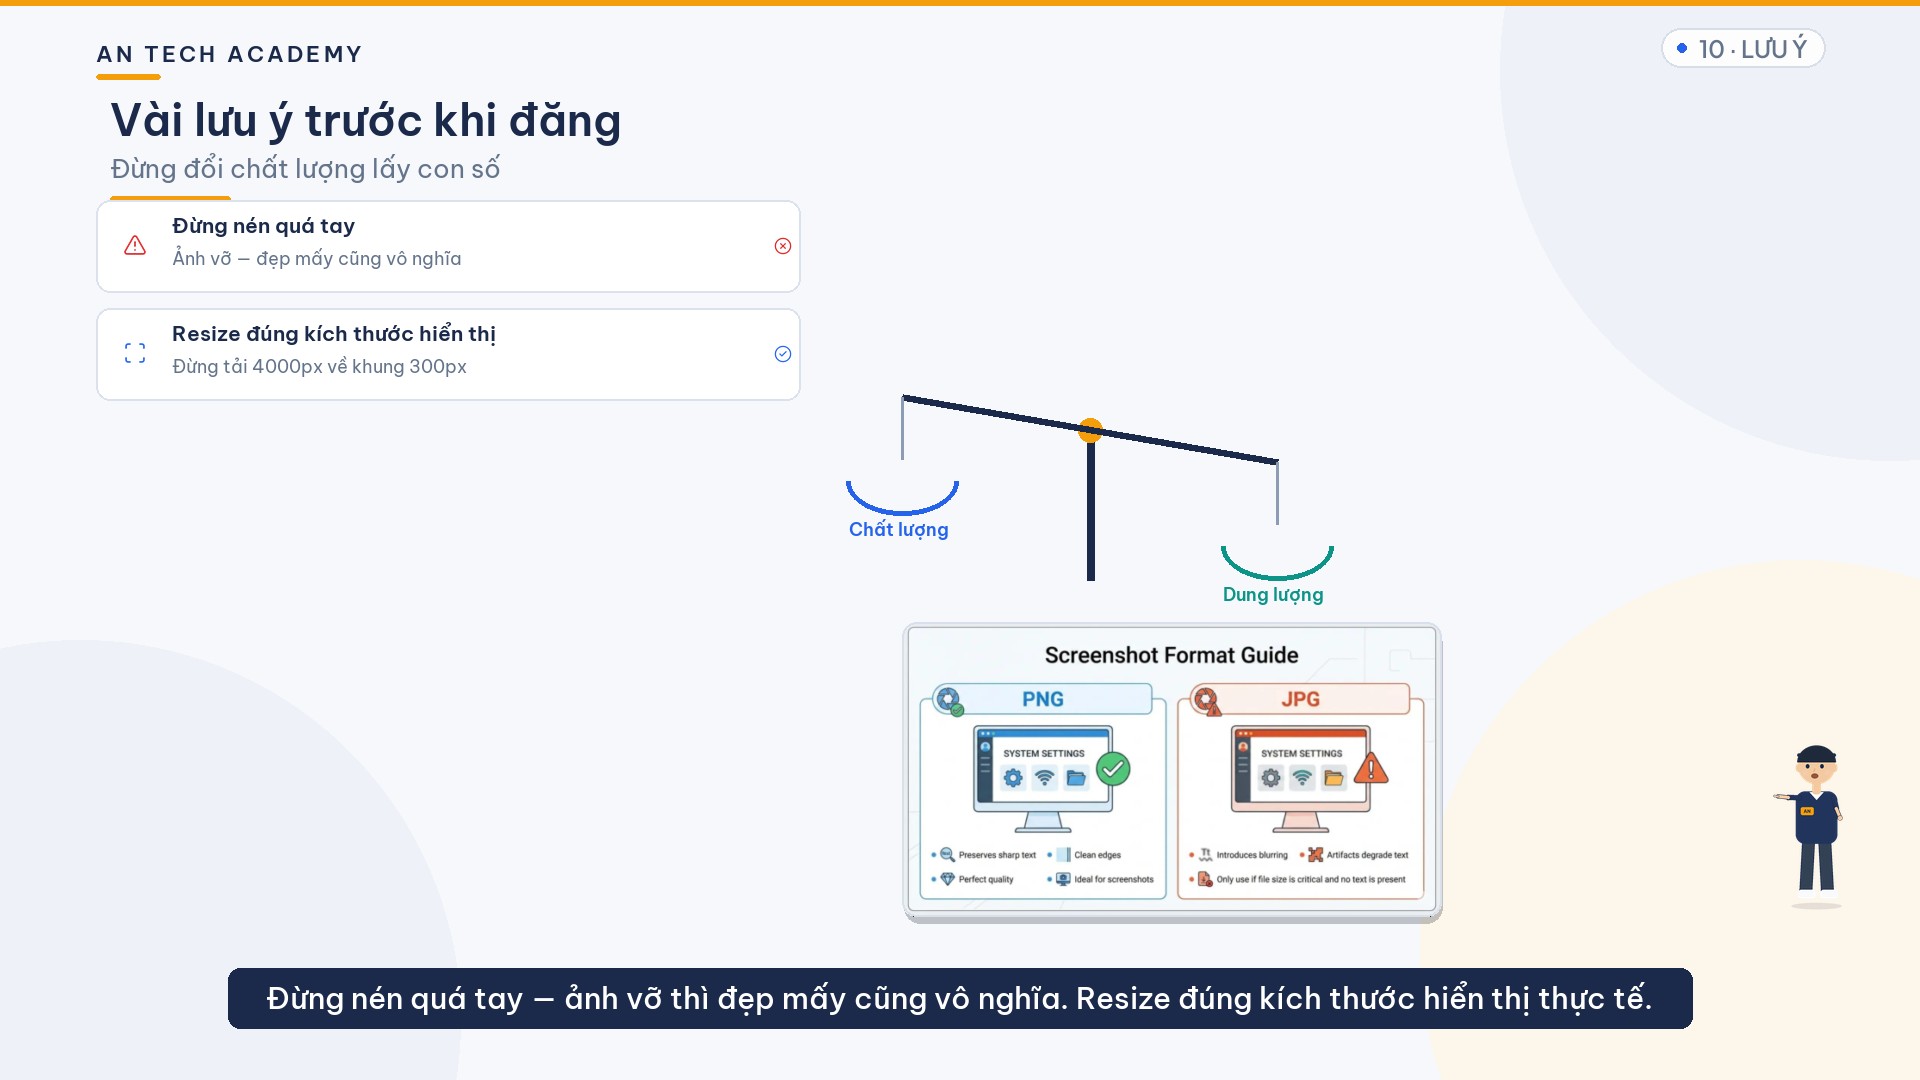 AN TECH ACADEMY
10 · LƯU Ý
Vài lưu ý trước khi đăng
Đừng đổi chất lượng lấy con số
Đừng nén quá tay
Ảnh vỡ — đẹp mấy cũng vô nghĩa
Resize đúng kích thước hiển thị
Đừng tải 4000px về khung 300px
Chất lượng
Dung lượng
Screenshot Format Guide
PNG
SYSTEM SETTINGS
Preserves sharp text
Clean edges
Perfect quality
Ideal for screenshots
JPG
SYSTEM SETTINGS
Introduces blurring
Artifacts degrade text
Only use if file size is critical and no text is present
AN
Đừng nén quá tay — ảnh vỡ thì đẹp mấy cũng vô nghĩa. Resize đúng kích thước hiển thị thực tế.